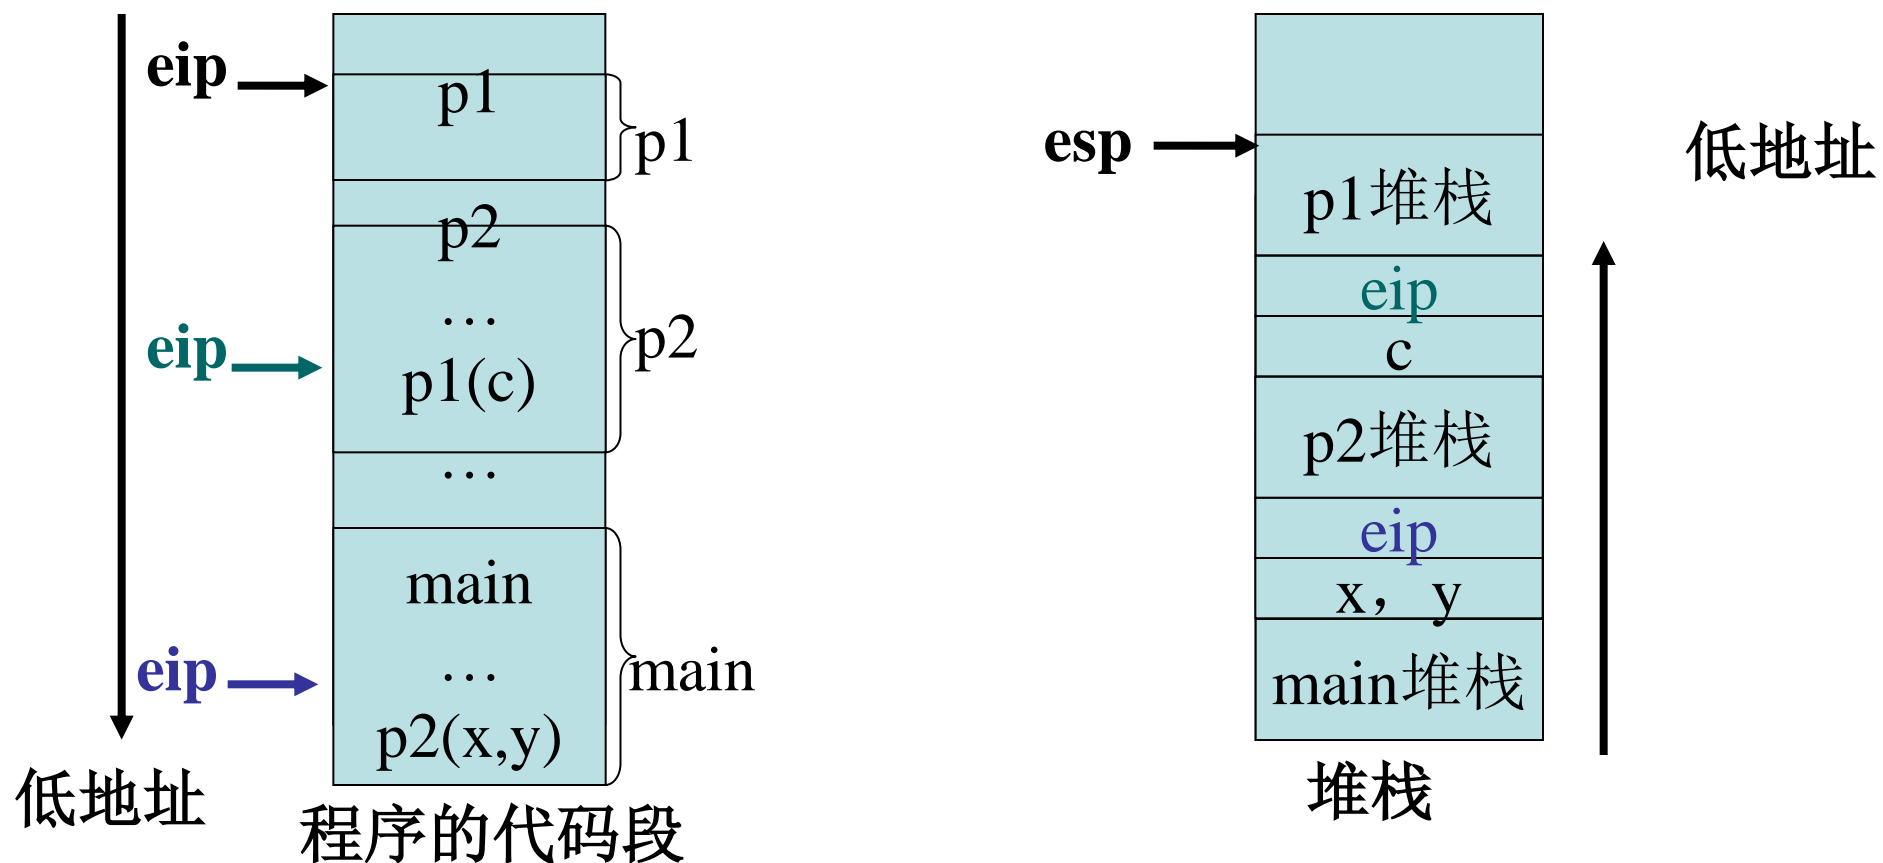 eip
p1
p1
p2
…
eip
p1(c)
p2
…
main
eip
…
main
p2(x,y)
低地址
程序的代码段
esp
低地址
p1堆栈
eip
c
p2堆栈
eip
x，y
main堆栈
堆栈